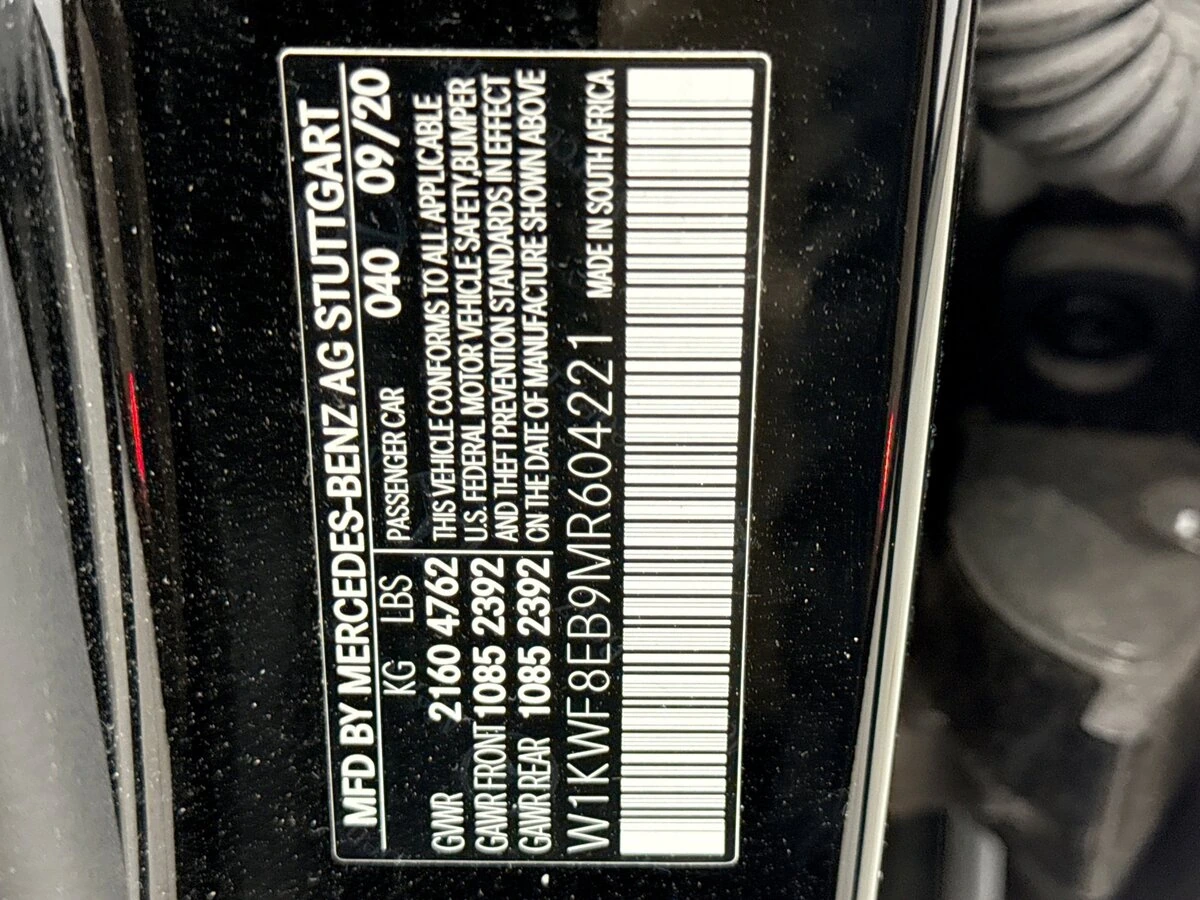 MFD BY MERCEDES-BENZ AG STUTTGART
KG LBS PASSENGER CAR 040 09/20
GVWR 2160 4762 THIS VEHICLE CONFORMS TO ALL APPLICABLE
GAWR FRONT 1085 2392 U.S. FEDERAL MOTOR VEHICLE SAFETY,BUMPER
GAWR REAR 1085 2392 AND THEFT PREVENTION STANDARDS IN EFFECT
ON THE DATE OF MANUFACTURE SHOWN ABOVE
W1KWF8EB9MR604221 MADE IN SOUTH AFRICA